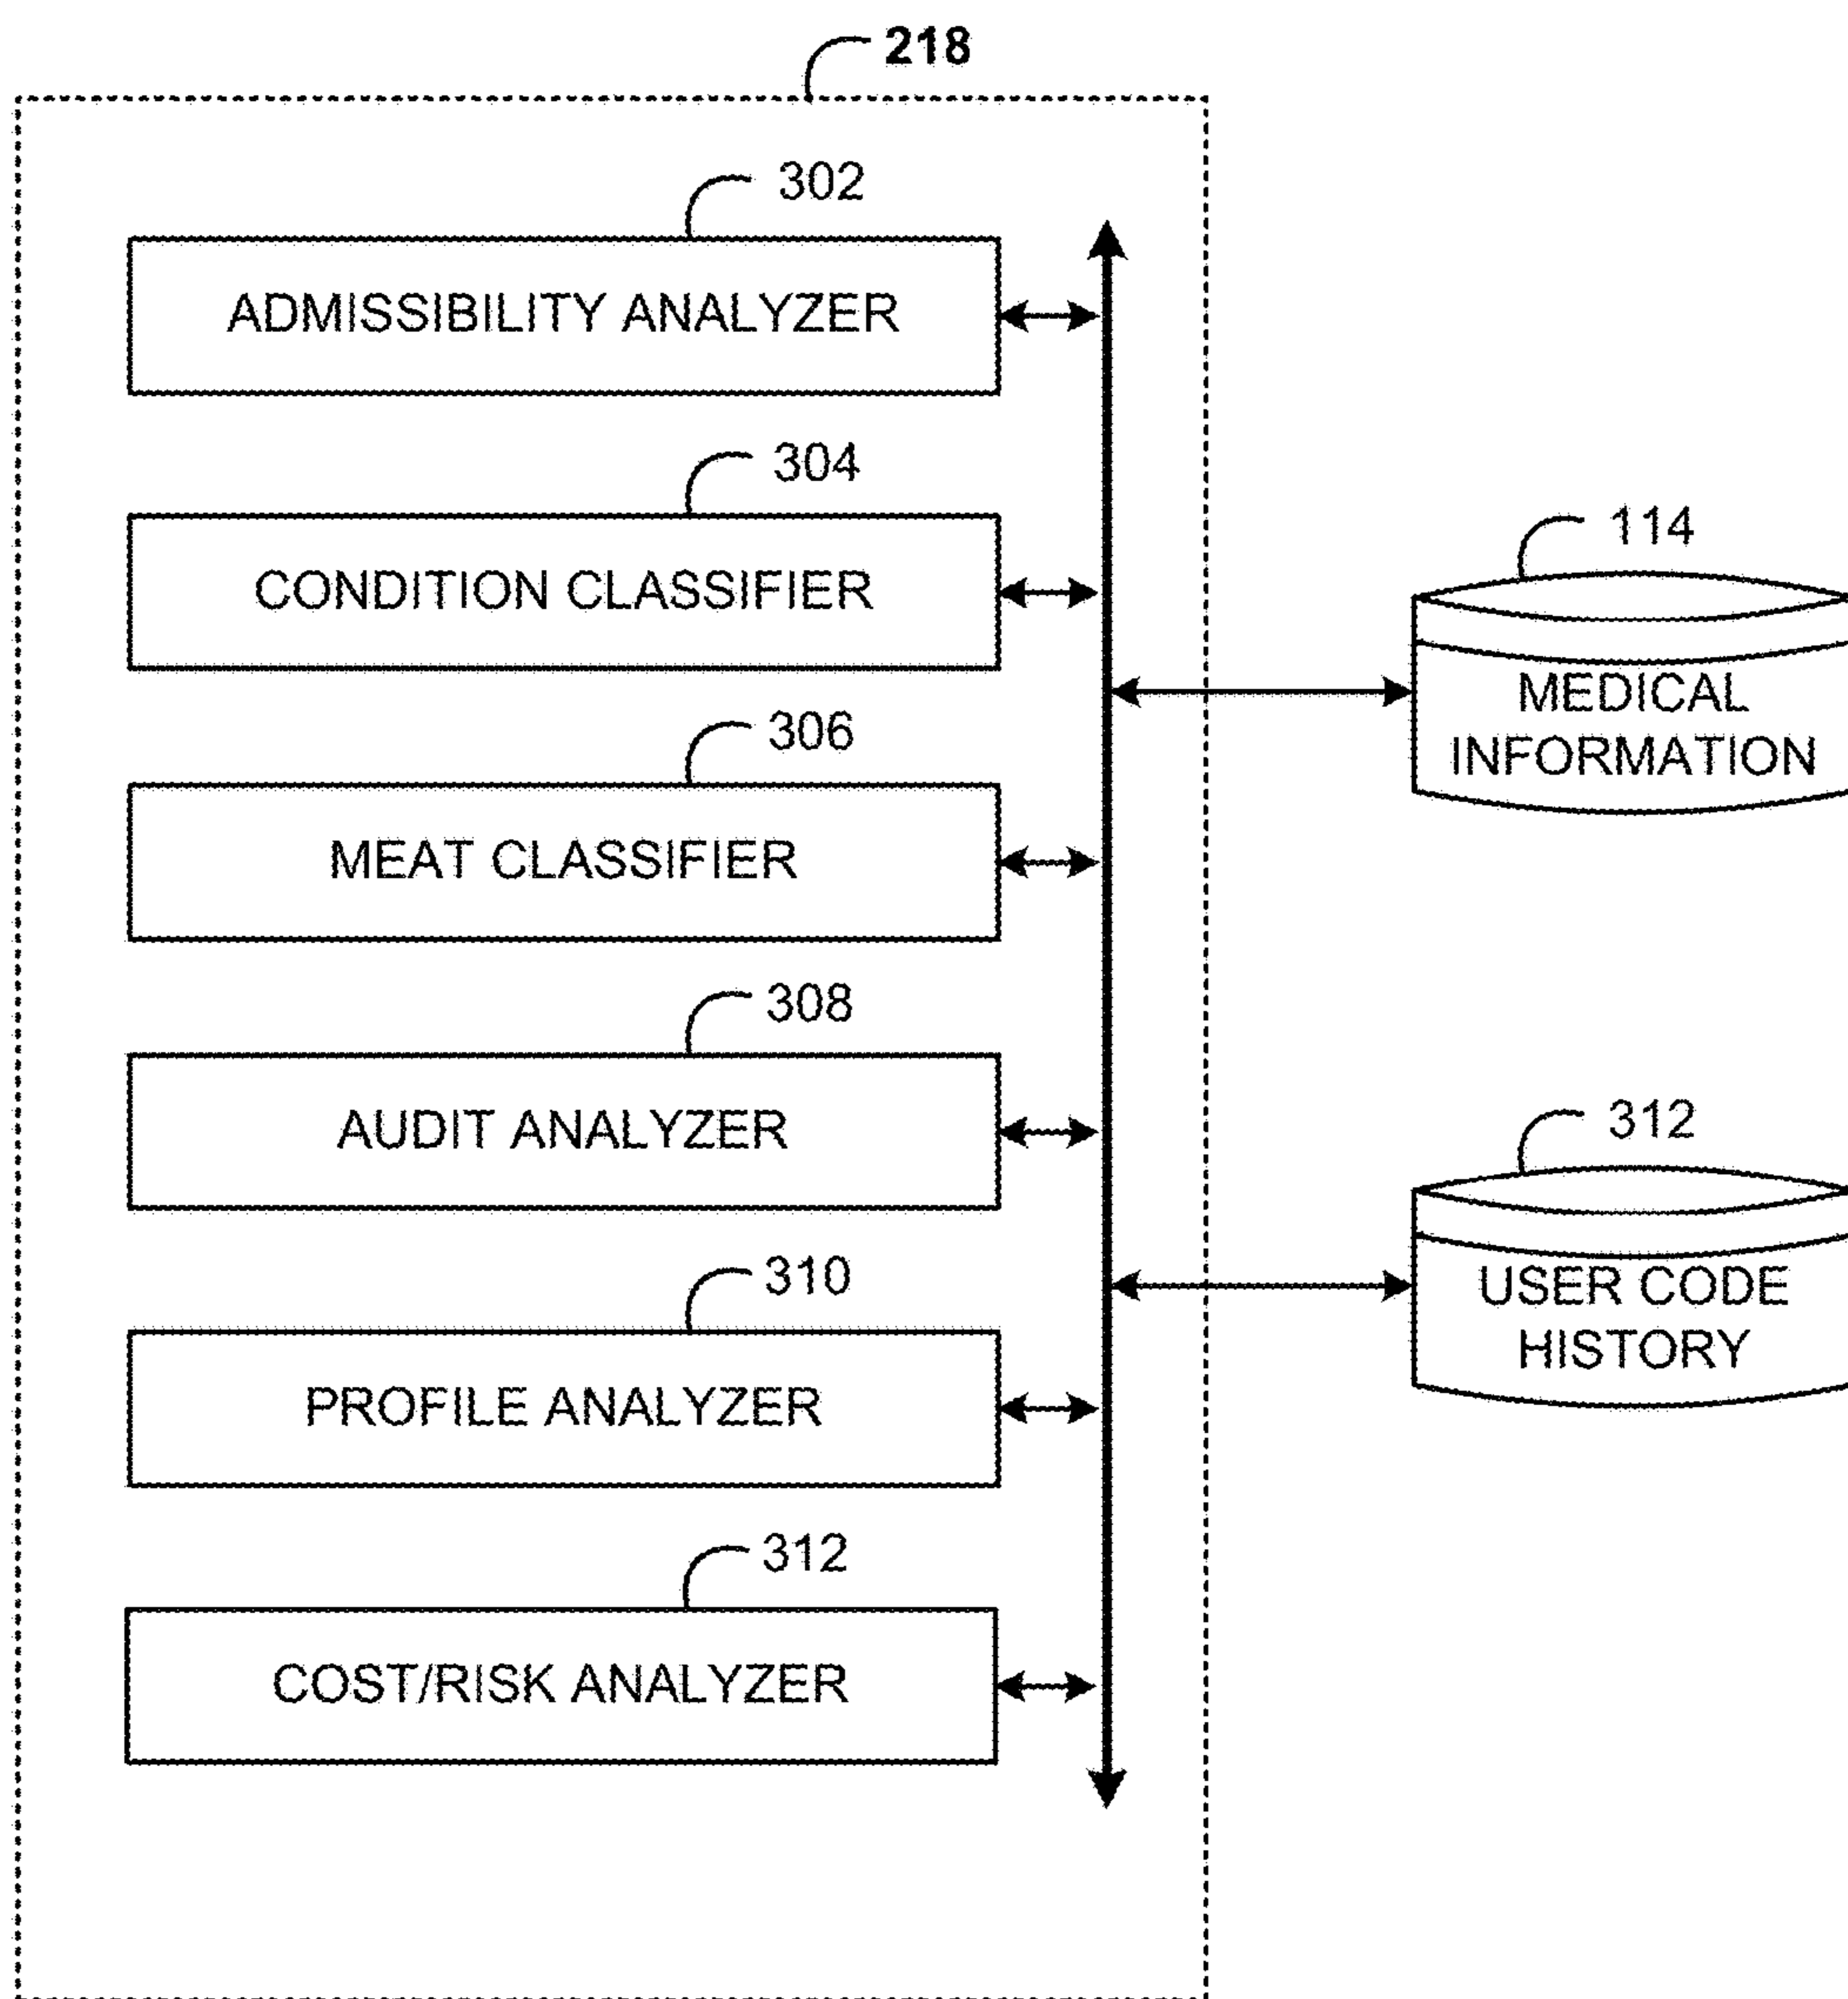 218
302
ADMISSIBILITY ANALYZER
304
CONDITION CLASSIFIER
306
MEAT CLASSIFIER
308
AUDIT ANALYZER
310
PROFILE ANALYZER
312
COST/RISK ANALYZER
114
MEDICAL
INFORMATION
312
USER CODE
HISTORY